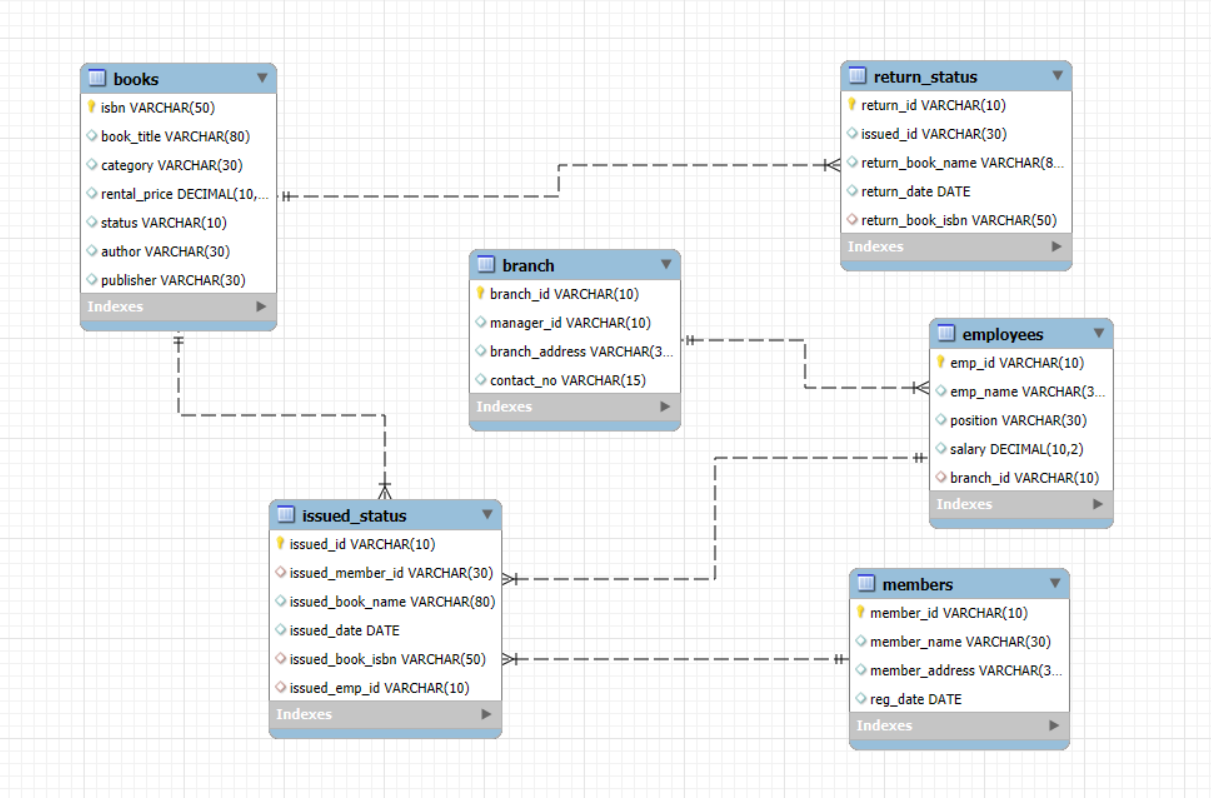 books
isbn VARCHAR(50)
book_title VARCHAR(80)
category VARCHAR(30)
rental_price DECIMAL(10,...
status VARCHAR(10)
author VARCHAR(30)
publisher VARCHAR(30)
Indexes
return_status
return_id VARCHAR(10)
issued_id VARCHAR(30)
return_book_name VARCHAR(8...
return_date DATE
return_book_isbn VARCHAR(50)
Indexes
branch
branch_id VARCHAR(10)
manager_id VARCHAR(10)
branch_address VARCHAR(3...
contact_no VARCHAR(15)
Indexes
employees
emp_id VARCHAR(10)
emp_name VARCHAR(3...
position VARCHAR(30)
salary DECIMAL(10,2)
branch_id VARCHAR(10)
Indexes
issued_status
issued_id VARCHAR(10)
issued_member_id VARCHAR(30)
issued_book_name VARCHAR(80)
issued_date DATE
issued_book_isbn VARCHAR(50)
issued_emp_id VARCHAR(10)
Indexes
members
member_id VARCHAR(10)
member_name VARCHAR(30)
member_address VARCHAR(3...
reg_date DATE
Indexes